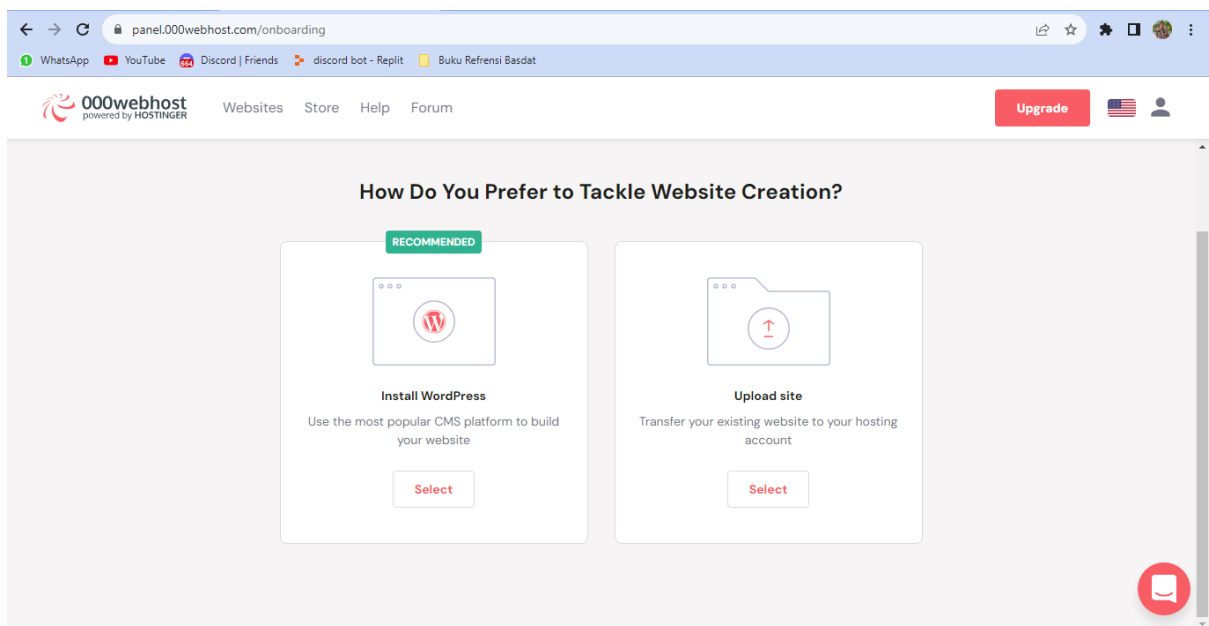 panel.000webhost.com/onboarding
WhatsApp YouTube 664 Discord | Friends discord bot - Replit Buku Refrensi Basdat
000webhost
powered by HOSTINGER
Websites Store Help Forum
Upgrade
How Do You Prefer to Tackle Website Creation?
RECOMMENDED
Install WordPress
Use the most popular CMS platform to build
your website
Select
Upload site
Transfer your existing website to your hosting
account
Select